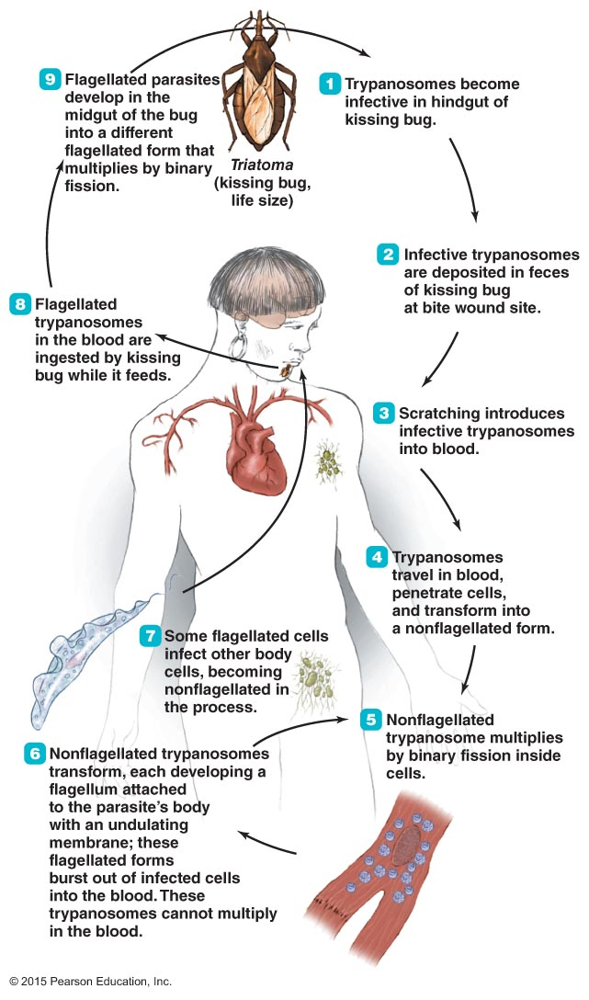 1 Trypanosomes become
infective in hindgut of
kissing bug.
2 Infective trypanosomes
are deposited in feces
of kissing bug
at bite wound site.
3 Scratching introduces
infective trypanosomes
into blood.
4 Trypanosomes
travel in blood,
penetrate cells,
and transform into
a nonflagellated form.
5 Nonflagellated
trypanosome multiplies
by binary fission inside
cells.
6 Nonflagellated trypanosomes
transform, each developing a
flagellum attached
to the parasite's body
with an undulating
membrane; these
flagellated forms
burst out of infected cells
into the blood. These
trypanosomes cannot multiply
in the blood.
7 Some flagellated cells
infect other body
cells, becoming
nonflagellated in
the process.
8 Flagellated
trypanosomes
in the blood are
ingested by kissing
bug while it feeds.
9 Flagellated parasites
develop in the
midgut of the bug
into a different
flagellated form that
multiplies by binary
fission.
Triatoma
(kissing bug,
life size)
© 2015 Pearson Education, Inc.